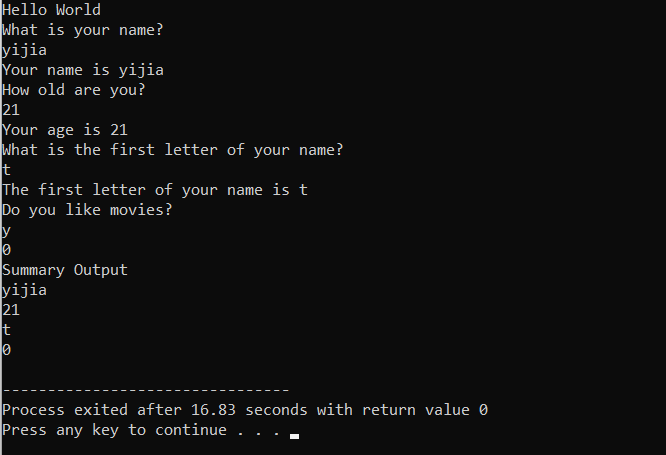 Hello World
What is your name?
yijia
Your name is yijia
How old are you?
21
Your age is 21
What is the first letter of your name?
t
The first letter of your name is t
Do you like movies?
y
0
Summary Output
yijia
21
t
0
--------------------------------
Process exited after 16.83 seconds with return value 0
Press any key to continue . . .